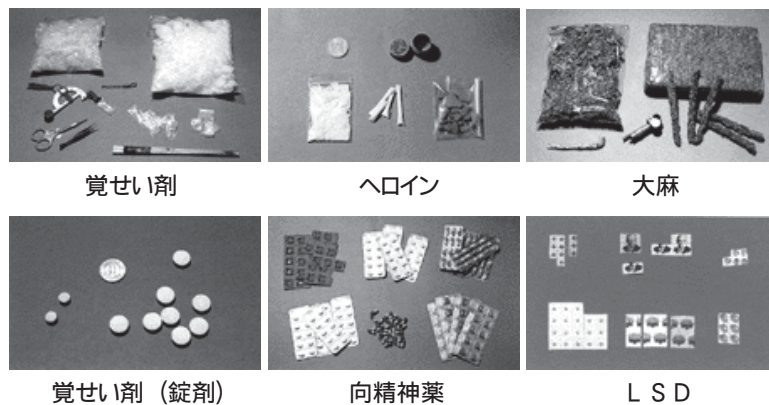 覚せい剤
ヘロイン
大麻
覚せい剤（錠剤）
向精神薬
ＬＳＤ